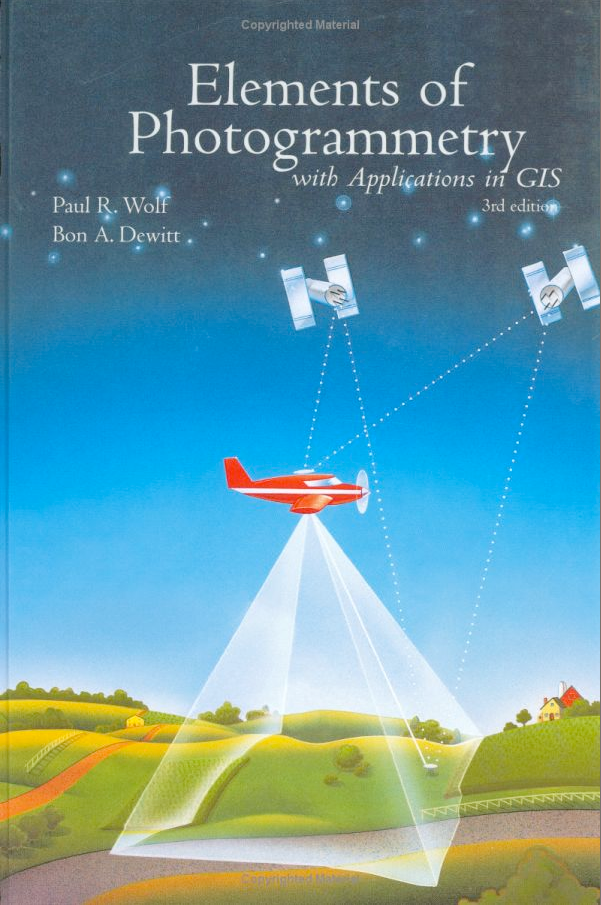 Copyrighted Material
Elements of
Photogrammetry
with Applications in GIS
3rd edition
Paul R. Wolf
Bon A. Dewitt
Copyrighted Material